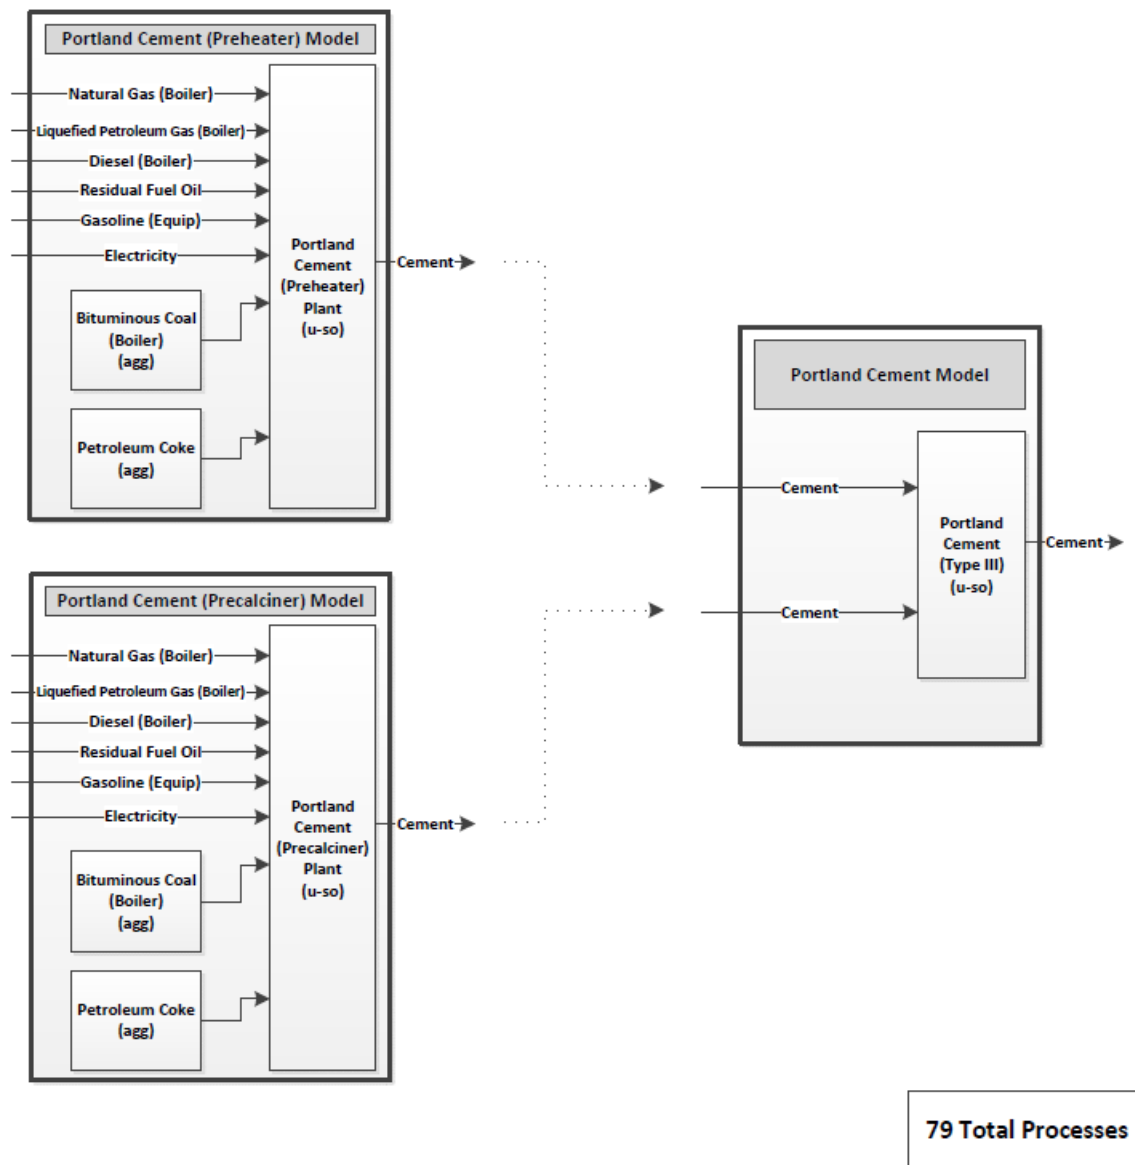 Portland Cement (Preheater) Model
Natural Gas (Boiler)
Liquefied Petroleum Gas (Boiler)
Diesel (Boiler)
Residual Fuel Oil
Gasoline (Equip)
Electricity
Bituminous Coal
(Boiler)
(agg)
Petroleum Coke
(agg)
Portland
Cement
(Preheater)
Plant
(u-so)
Cement
Portland Cement (Precalciner) Model
Natural Gas (Boiler)
Liquefied Petroleum Gas (Boiler)
Diesel (Boiler)
Residual Fuel Oil
Gasoline (Equip)
Electricity
Bituminous Coal
(Boiler)
(agg)
Petroleum Coke
(agg)
Portland
Cement
(Precalciner)
Plant
(u-so)
Cement
Portland Cement Model
Cement
Cement
Portland
Cement
(Type III)
(u-so)
Cement
79 Total Processes